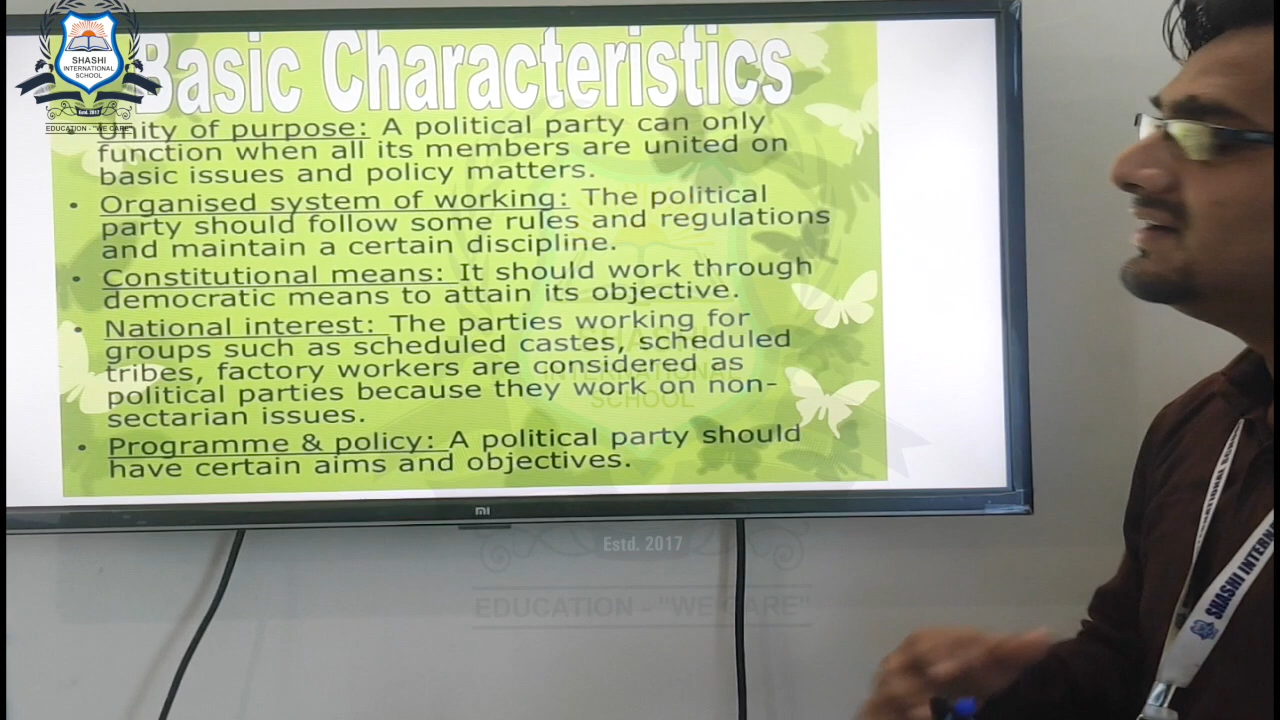 SHASHI
INTERNATIONAL
SCHOOL
Estd. 2017
EDUCATION - "WE CARE"
Basic Characteristics
• Unity of purpose: A political party can only
function when all its members are united on
basic issues and policy matters.
• Organised system of working: The political
party should follow some rules and regulations
and maintain a certain discipline.
• Constitutional means: It should work through
democratic means to attain its objective.
• National interest: The parties working for
groups such as scheduled castes, scheduled
tribes, factory workers are considered as
political parties because they work on non-
sectarian issues.
• Programme & policy: A political party should
have certain aims and objectives.
mi
SHASHI
INTERNATIONAL
SCHOOL
Estd. 2017
EDUCATION - "WE CARE"
SHASHI INTERN